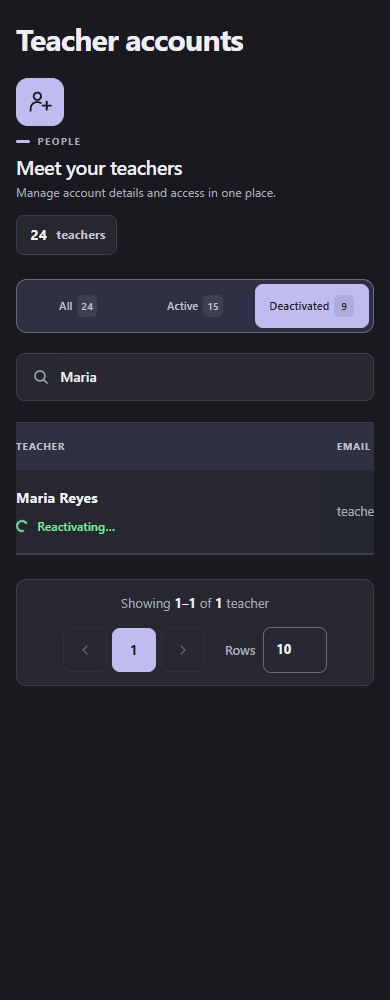 Teacher accounts
PEOPLE
Meet your teachers
Manage account details and access in one place.
24 teachers
All 24 Active 15 Deactivated 9
Maria
TEACHER EMAIL
Maria Reyes
teache
Reactivating...
Showing 1–1 of 1 teacher
1 Rows 10